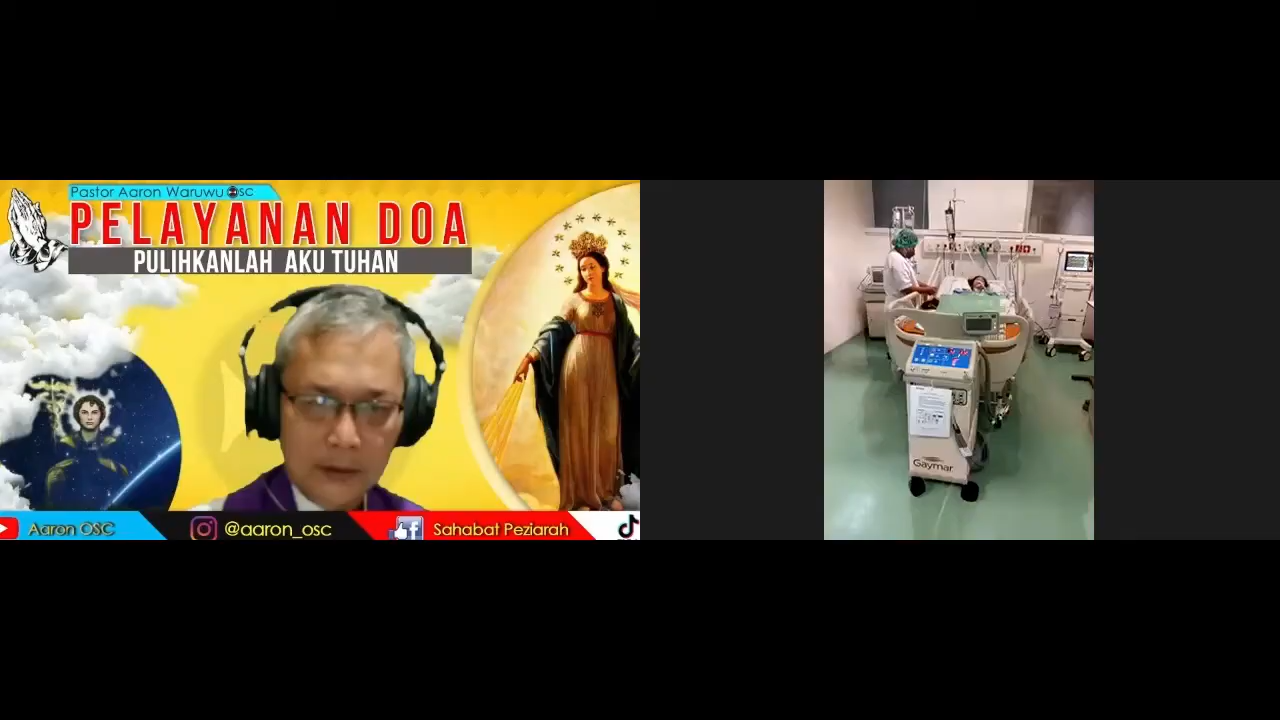 Pastor Aaron Waruwu OSC
PELAYANAN DOA
PULIHKANLAH AKU TUHAN
Aaron OSC
@aaron_osc
Sahabat Peziarah
Gaymar